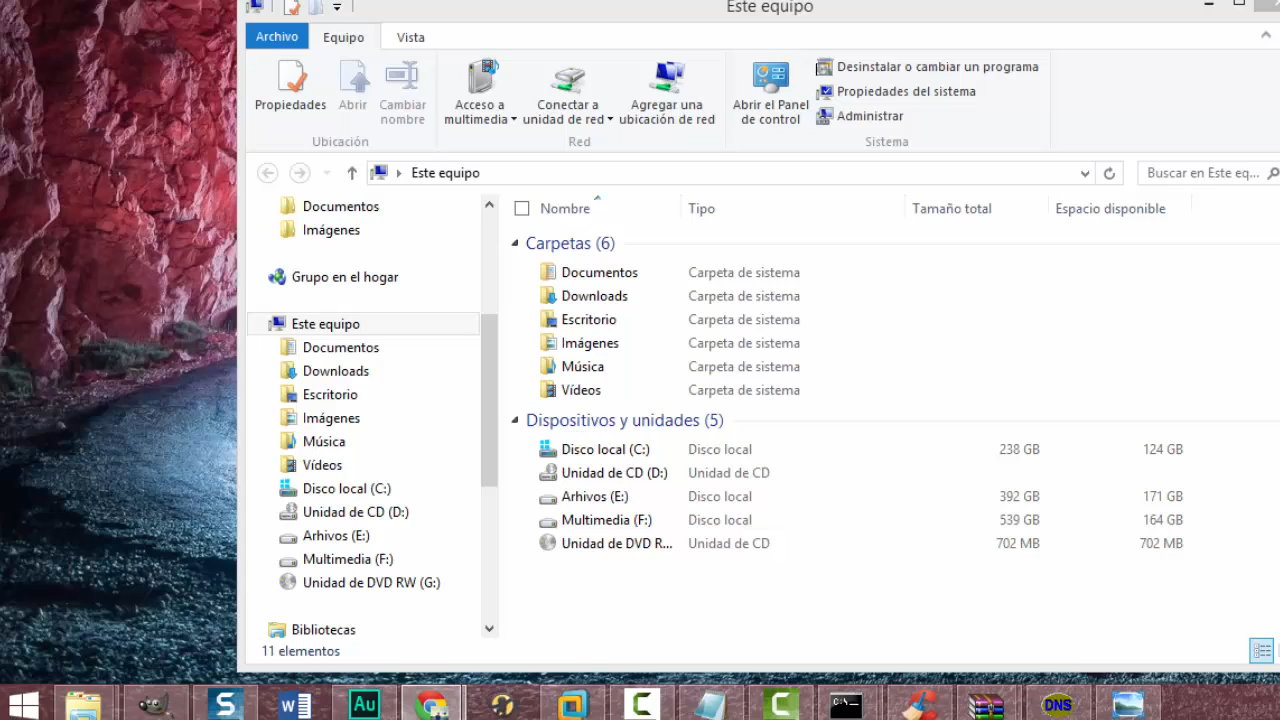 Este equipo
Archivo
Equipo
Vista
Propiedades
Abrir
Cambiar nombre
Ubicación
Acceso a multimedia
Conectar a unidad de red
Agregar una ubicación de red
Red
Abrir el Panel de control
Desinstalar o cambiar un programa
Propiedades del sistema
Administrar
Sistema
Este equipo
Buscar en Este eq...
Documentos
Imágenes
Grupo en el hogar
Este equipo
Documentos
Downloads
Escritorio
Imágenes
Música
Vídeos
Disco local (C:)
Unidad de CD (D:)
Arhivos (E:)
Multimedia (F:)
Unidad de DVD RW (G:)
Bibliotecas
Nombre Tipo Tamaño total Espacio disponible
Carpetas (6)
Documentos Carpeta de sistema
Downloads Carpeta de sistema
Escritorio Carpeta de sistema
Imágenes Carpeta de sistema
Música Carpeta de sistema
Vídeos Carpeta de sistema
Dispositivos y unidades (5)
Disco local (C:) Disco local 238 GB 124 GB
Unidad de CD (D:) Unidad de CD
Arhivos (E:) Disco local 392 GB 171 GB
Multimedia (F:) Disco local 539 GB 164 GB
Unidad de DVD R... Unidad de CD 702 MB 702 MB
11 elementos
S
W
Au
C
C
C:\
DNS